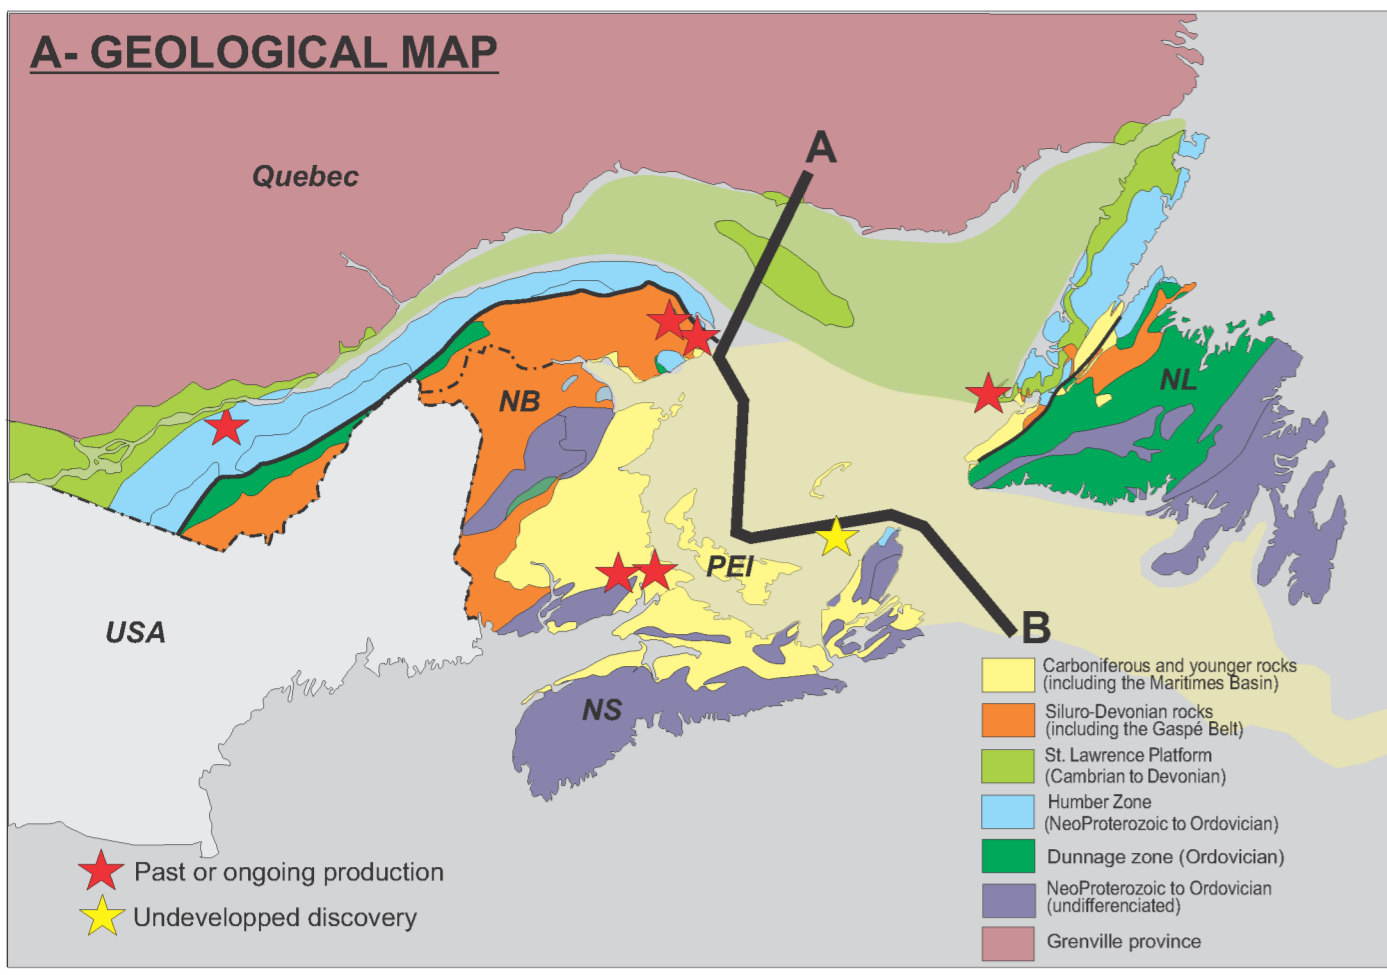 A- GEOLOGICAL MAP
A
Quebec
NL
NB
PEI
USA
B
NS
Carboniferous and younger rocks
(including the Maritimes Basin)
Siluro-Devonian rocks
(including the Gaspé Belt)
St. Lawrence Platform
(Cambrian to Devonian)
Humber Zone
(NeoProterozoic to Ordovician)
Dunnage zone (Ordovician)
NeoProterozoic to Ordovician
(undifferenciated)
Grenville province
Past or ongoing production
Undevelopped discovery